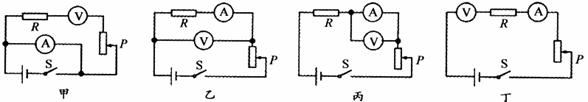 R V P A S 甲
R A V P S 乙
R A V P S 丙
V R A P S 丁